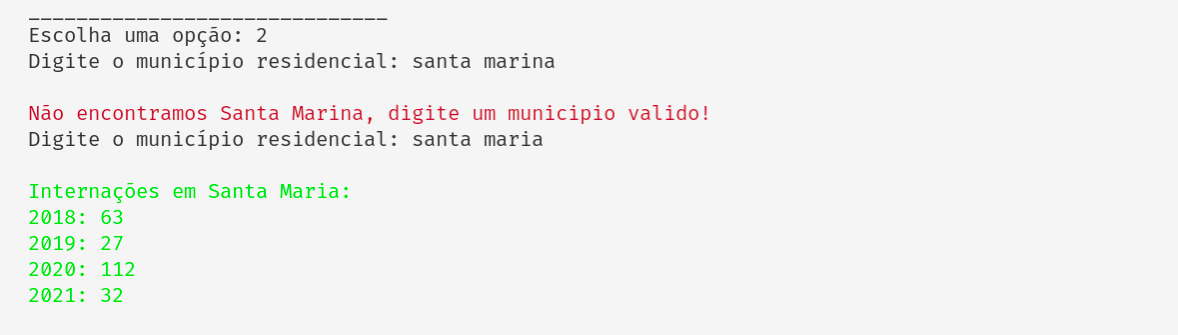 ______________________________
Escolha uma opção: 2
Digite o município residencial: santa marina
Não encontramos Santa Marina, digite um municipio valido!
Digite o município residencial: santa maria
Internações em Santa Maria:
2018: 63
2019: 27
2020: 112
2021: 32